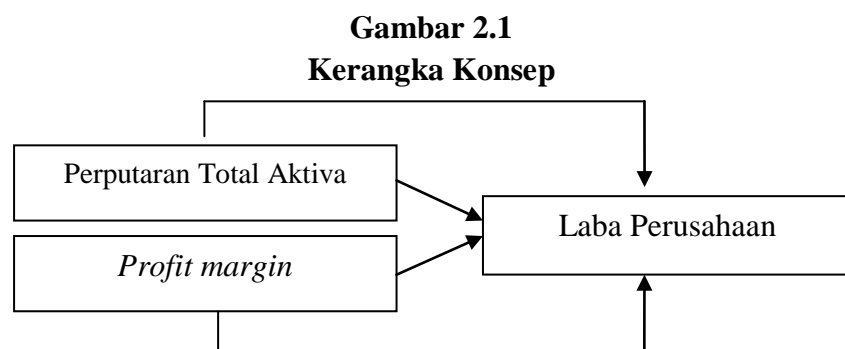 Gambar 2.1
Kerangka Konsep
Perputaran Total Aktiva
Laba Perusahaan
Profit margin